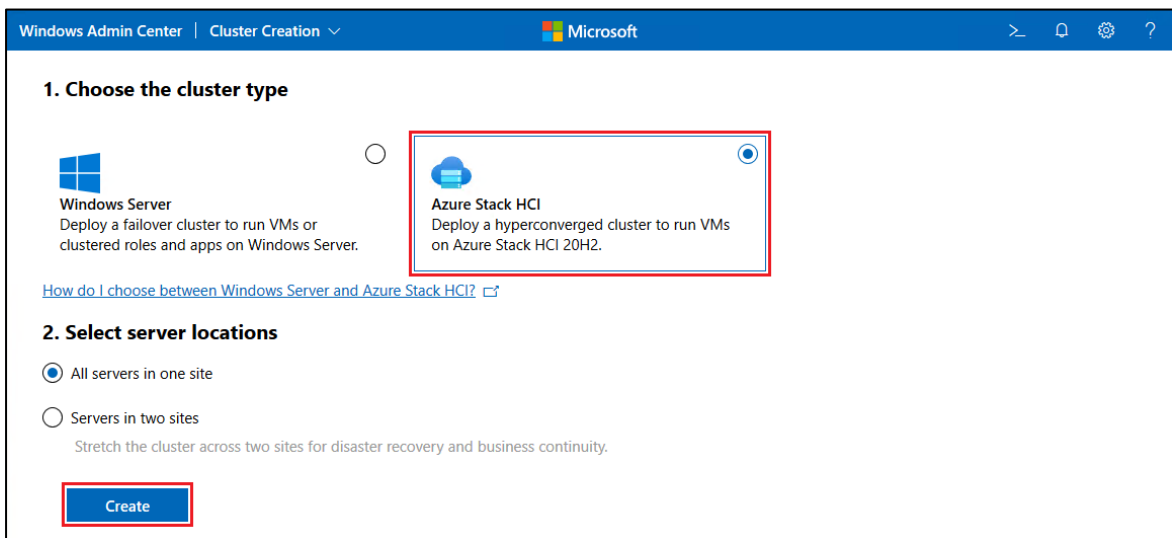 Windows Admin Center | Cluster Creation
Microsoft
?
1. Choose the cluster type
Windows Server
Deploy a failover cluster to run VMs or
clustered roles and apps on Windows Server.
Azure Stack HCI
Deploy a hyperconverged cluster to run VMs
on Azure Stack HCI 20H2.
How do I choose between Windows Server and Azure Stack HCI?
2. Select server locations
All servers in one site
Servers in two sites
Stretch the cluster across two sites for disaster recovery and business continuity.
Create